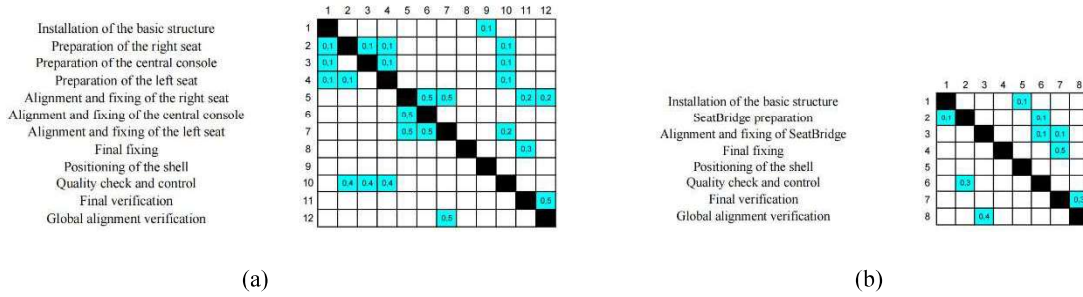 1 2 3 4 5 6 7 8 9 10 11 12
Installation of the basic structure 1 0,1
Preparation of the right seat 2 0,1 0,1 0,1 0,1
Preparation of the central console 3 0,1 0,1 0,1
Preparation of the left seat 4 0,1 0,1 0,1
Alignment and fixing of the right seat 5 0,5 0,5 0,2 0,2
Alignment and fixing of the central console 6 0,5
Alignment and fixing of the left seat 7 0,5 0,5 0,2
Final fixing 8 0,3
Positioning of the shell 9
Quality check and control 10 0,4 0,4 0,4
Final verification 11 0,5
Global alignment verification 12 0,5
(a)
1 2 3 4 5 6 7 8
Installation of the basic structure 1 0,1
SeatBridge preparation 2 0,1 0,1
Alignment and fixing of SeatBridge 3 0,1 0,1
Final fixing 4 0,5
Positioning of the shell 5
Quality check and control 6 0,3
Final verification 7 0,3
Global alignment verification 8 0,4
(b)